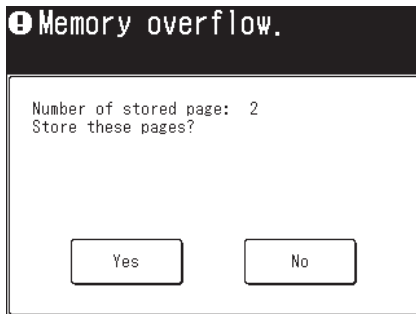 Memory overflow.
Number of stored page: 2
Store these pages?
Yes No